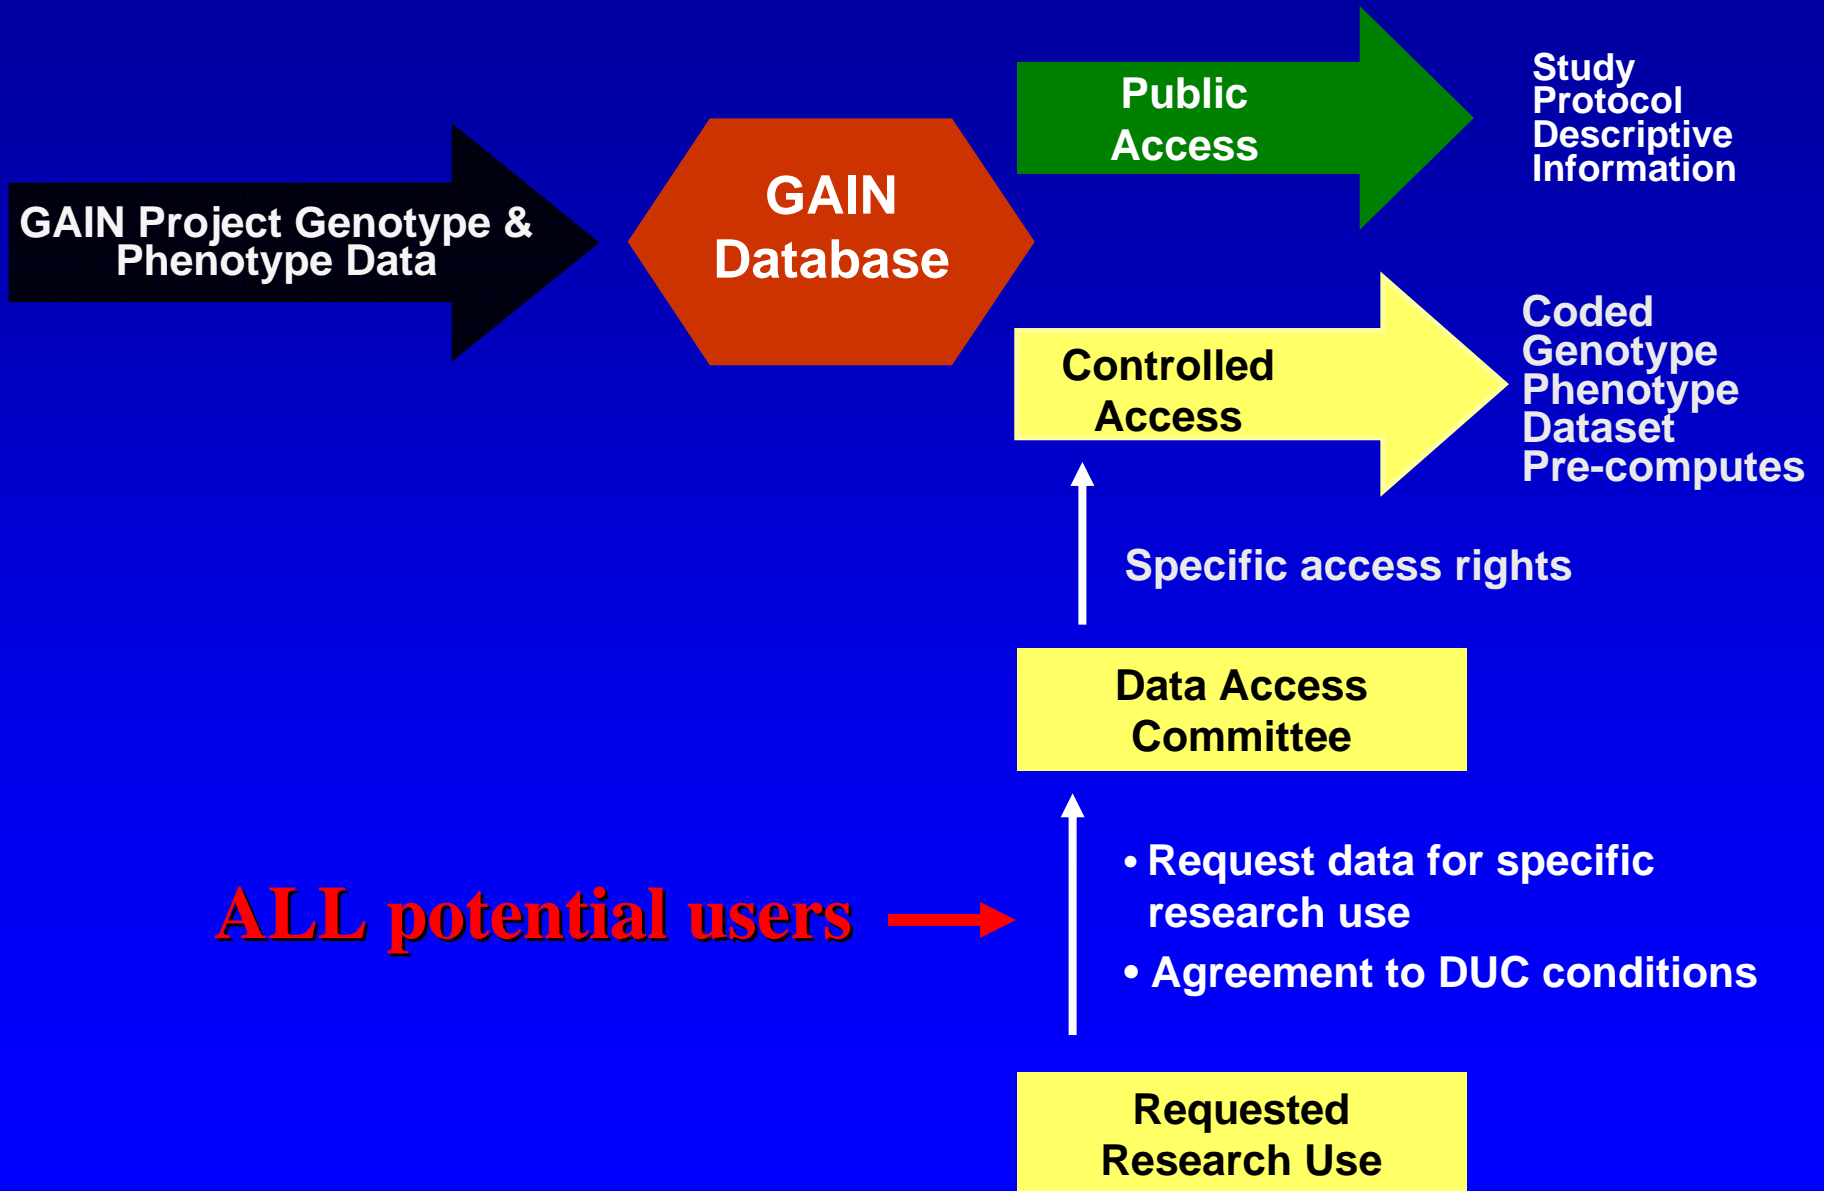 GAIN Project Genotype &
Phenotype Data
GAIN
Database
Public
Access
Study
Protocol
Descriptive
Information
Controlled
Access
Coded
Genotype
Phenotype
Dataset
Pre-computes
Specific access rights
Data Access
Committee
ALL potential users
• Request data for specific
research use
• Agreement to DUC conditions
Requested
Research Use